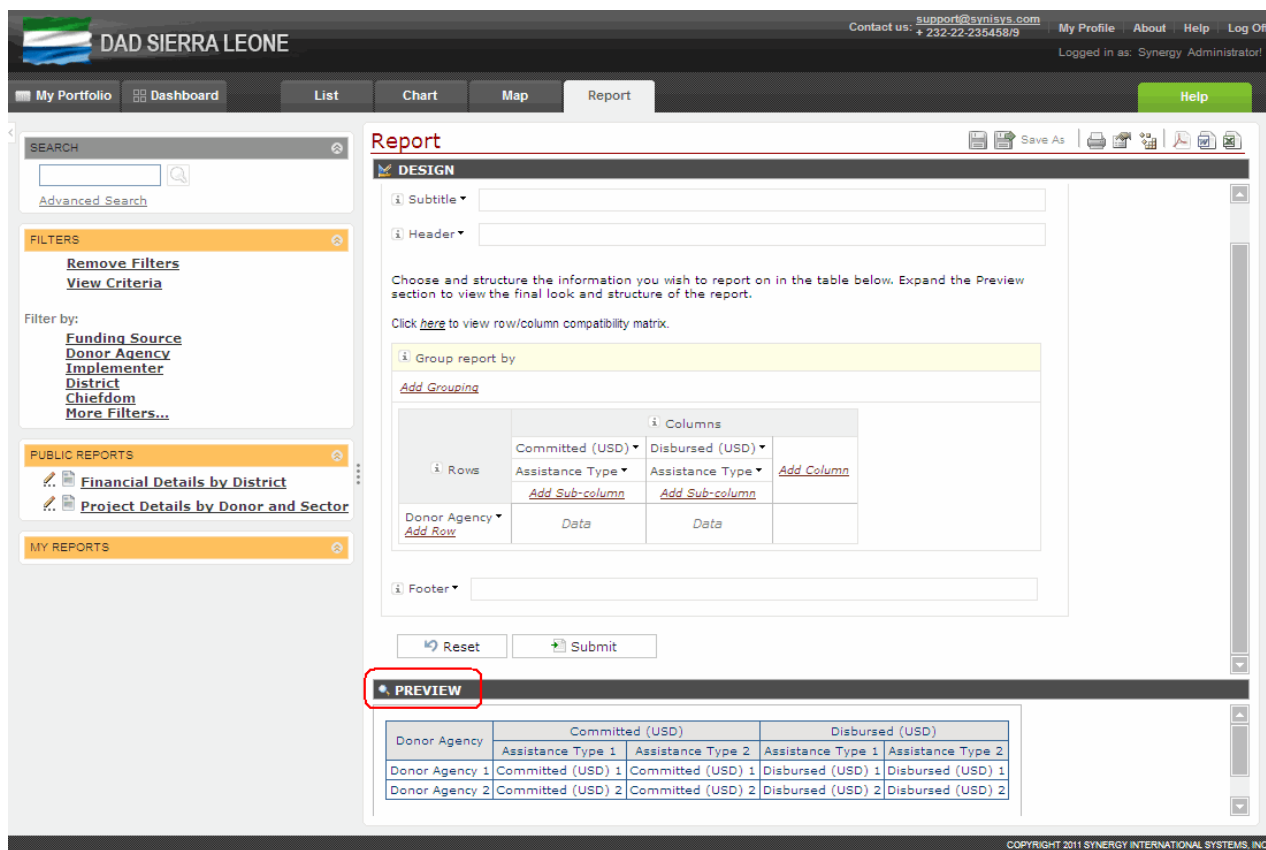 DAD SIERRA LEONE
Contact us: support@synisys.com
+ 232-22-235458/9
My Profile About Help Log Off
Logged in as: Synergy Administrator!
My Portfolio Dashboard List Chart Map Report Help
SEARCH
Advanced Search
FILTERS
Remove Filters
View Criteria
Filter by:
Funding Source
Donor Agency
Implementer
District
Chiefdom
More Filters...
PUBLIC REPORTS
Financial Details by District
Project Details by Donor and Sector
MY REPORTS
Report
Save As
DESIGN
Subtitle
Header
Choose and structure the information you wish to report on in the table below. Expand the Preview
section to view the final look and structure of the report.
Click here to view row/column compatibility matrix.
Group report by
Add Grouping
Columns
Rows
Committed (USD) Disbursed (USD)
Assistance Type Assistance Type Add Column
Add Sub-column Add Sub-column
Donor Agency Data Data
Add Row
Footer
Reset Submit
PREVIEW
Donor Agency Committed (USD) Disbursed (USD)
Assistance Type 1 Assistance Type 2 Assistance Type 1 Assistance Type 2
Donor Agency 1 Committed (USD) 1 Committed (USD) 1 Disbursed (USD) 1 Disbursed (USD) 1
Donor Agency 2 Committed (USD) 2 Committed (USD) 2 Disbursed (USD) 2 Disbursed (USD) 2
COPYRIGHT 2011 SYNERGY INTERNATIONAL SYSTEMS, INC